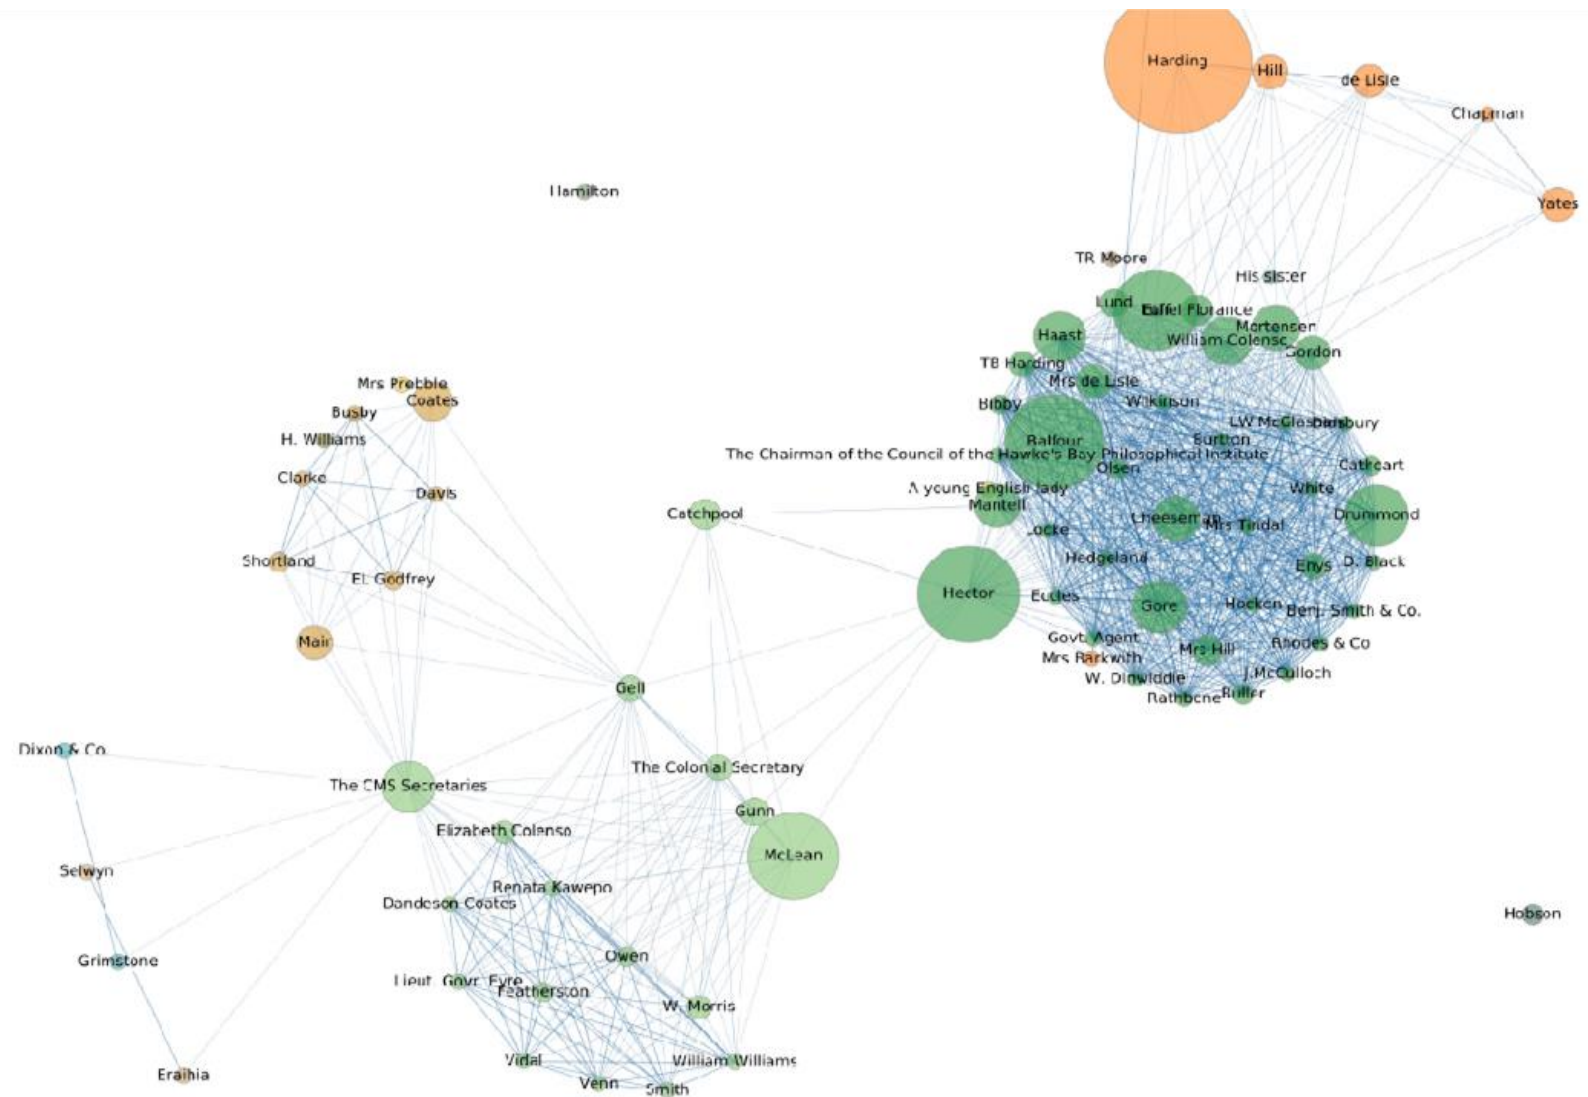 Harding
Hill
de Lisle
Chapman
Hamilton
Yates
TR Moore
His sister
Lund
Florance
Mortensen
Haast
William Colenso
Gordon
TB Harding
Mrs de Lisle
Mrs Prebble
Coates
Bibby
Wilkinson
Busby
H. Williams
Balfour
Burton
The Chairman of the Council of the Hawke's Bay Philosophical Institute
Olsen
Cathcart
Clarke
Davis
A young English lady
White
Mantell
Catchpool
Cheeseman
Mrs Tindal
Drummond
Locke
Shortland
Hedgeland
Enys
D. Black
EL Godfrey
Hector
Eccles
Gore
Hocken
Benj. Smith & Co.
Mair
Govt. Agent
Mrs Hill
Rhodes & Co
Mrs Barkwith
W. Dinwiddie
J.McCulloch
Gell
Rathbone
Buller
Dixon & Co.
The Colonial Secretary
The CMS Secretaries
Gunn
Elizabeth Colenso
McLean
Selwyn
Renata Kawepo
Dandeson Coates
Hobson
Grimstone
Owen
Lieut. Govr. Eyre
Featherston
W. Morris
Eraihia
Vidal
William Williams
Venn
Smith